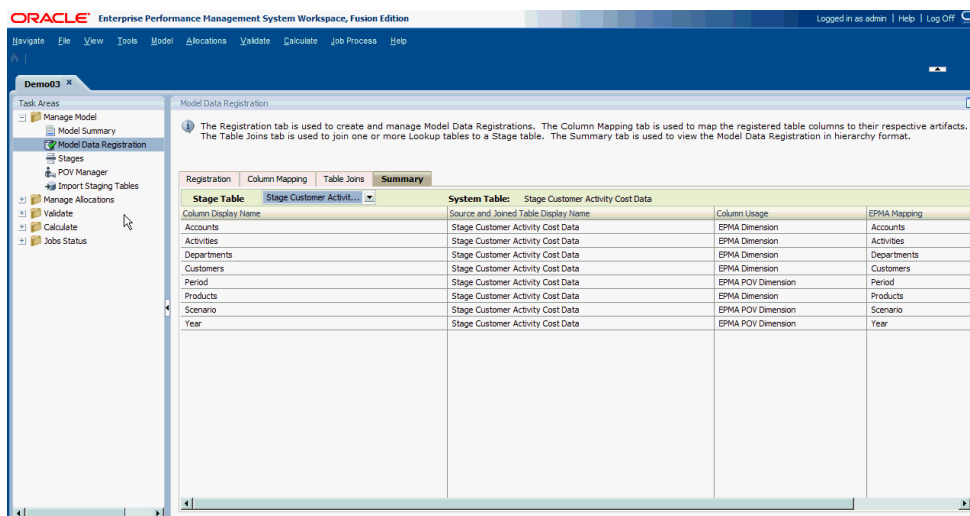 ORACLE Enterprise Performance Management System Workspace, Fusion Edition
Logged in as admin | Help | Log Off
Navigate File View Tools Model Allocations Validate Calculate Job Process Help
Demo03 ×
Task Areas
Manage Model
Model Summary
Model Data Registration
Stages
POV Manager
Import Staging Tables
Manage Allocations
Validate
Calculate
Jobs Status
Model Data Registration
The Registration tab is used to create and manage Model Data Registrations. The Column Mapping tab is used to map the registered table columns to their respective artifacts.
The Table Joins tab is used to join one or more Lookup tables to a Stage table. The Summary tab is used to view the Model Data Registration in hierarchy format.
Registration Column Mapping Table Joins Summary
Stage Table Stage Customer Activit... System Table: Stage Customer Activity Cost Data
Column Display Name Source and Joined Table Display Name Column Usage EPMA Mapping
Accounts Stage Customer Activity Cost Data EPMA Dimension Accounts
Activities Stage Customer Activity Cost Data EPMA Dimension Activities
Departments Stage Customer Activity Cost Data EPMA Dimension Departments
Customers Stage Customer Activity Cost Data EPMA Dimension Customers
Period Stage Customer Activity Cost Data EPMA POV Dimension Period
Products Stage Customer Activity Cost Data EPMA Dimension Products
Scenario Stage Customer Activity Cost Data EPMA POV Dimension Scenario
Year Stage Customer Activity Cost Data EPMA POV Dimension Year